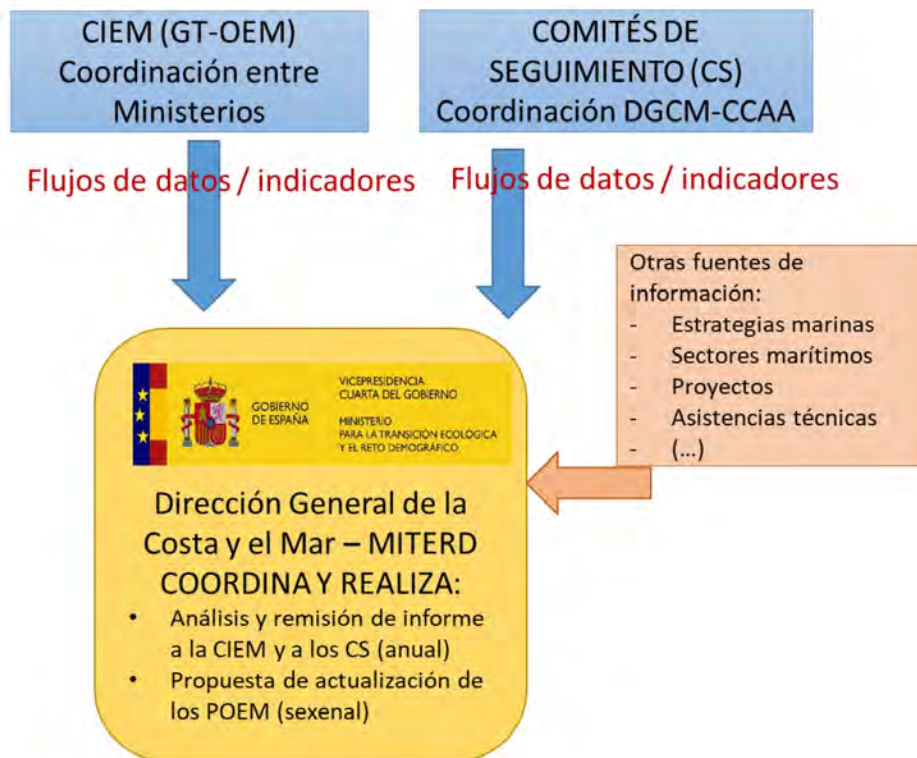 CIEM (GT-OEM)
Coordinación entre
Ministerios
COMITÉS DE
SEGUIMIENTO (CS)
Coordinación DGCM-CCAA
Flujos de datos / indicadores
Flujos de datos / indicadores
Otras fuentes de
información:
- Estrategias marinas
- Sectores marítimos
- Proyectos
- Asistencias técnicas
- (...)
GOBIERNO
DE ESPAÑA
VICEPRESIDENCIA
CUARTA DEL GOBIERNO
MINISTERIO
PARA LA TRANSICIÓN ECOLÓGICA
Y EL RETO DEMOGRÁFICO
Dirección General de la
Costa y el Mar – MITERD
COORDINA Y REALIZA:
• Análisis y remisión de informe
a la CIEM y a los CS (anual)
• Propuesta de actualización de
los POEM (sexenal)